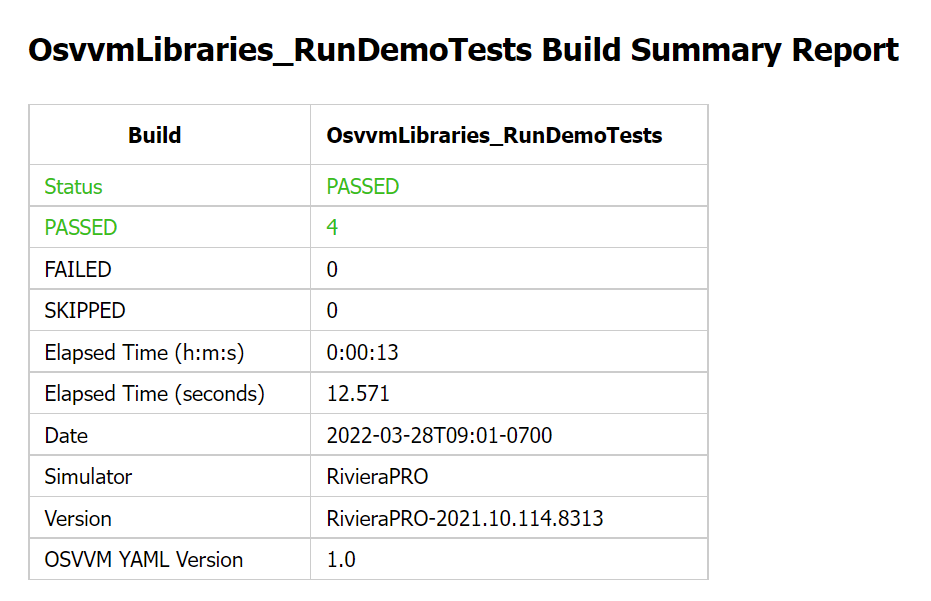 OsvvmLibraries_RunDemoTests Build Summary Report
Build OsvvmLibraries_RunDemoTests
Status PASSED
PASSED 4
FAILED 0
SKIPPED 0
Elapsed Time (h:m:s) 0:00:13
Elapsed Time (seconds) 12.571
Date 2022-03-28T09:01-0700
Simulator RivieraPRO
Version RivieraPRO-2021.10.114.8313
OSVVM YAML Version 1.0